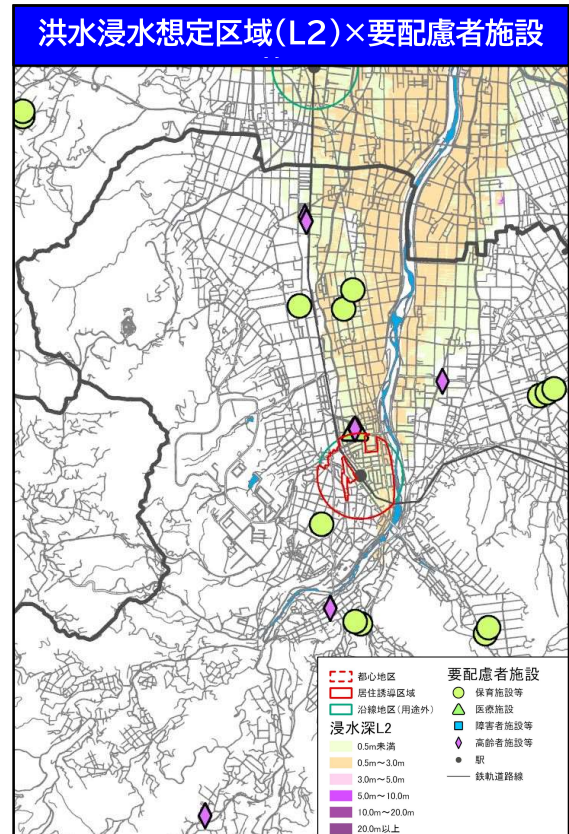 洪水浸水想定区域(L2)×要配慮者施設
都心地区
居住誘導区域
沿線地区(用途外)
浸水深L2
0.5m未満
0.5m～3.0m
3.0m～5.0m
5.0m～10.0m
10.0m～20.0m
20.0m以上
要配慮者施設
保育施設等
医療施設
障害者施設等
高齢者施設等
駅
鉄軌道路線